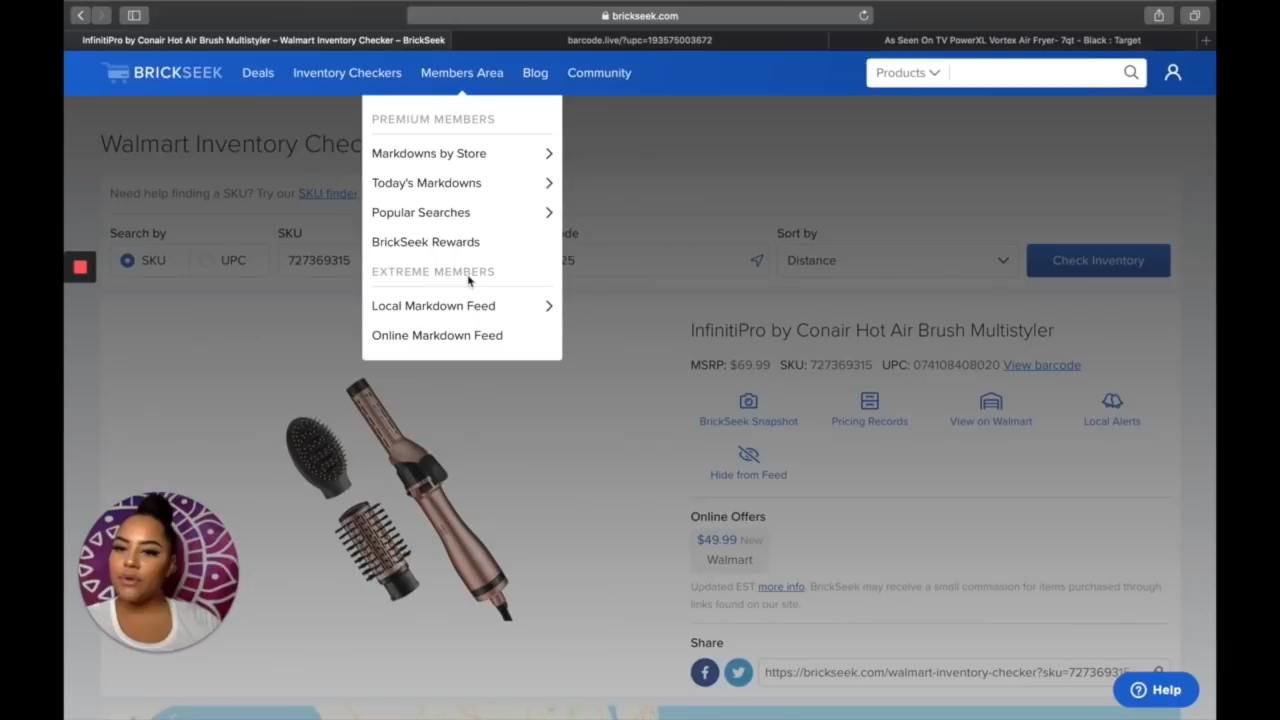 brickseek.com
InfinitiPro by Conair Hot Air Brush Multistyler – Walmart Inventory Checker – BrickSeek
barcode.live/?upc=193575003672
As Seen On TV PowerXL Vortex Air Fryer- 7qt - Black : Target
BRICKSEEK
Deals
Inventory Checkers
Members Area
Blog
Community
Products
PREMIUM MEMBERS
Markdowns by Store
Today's Markdowns
Popular Searches
BrickSeek Rewards
EXTREME MEMBERS
Local Markdown Feed
Online Markdown Feed
Walmart Inventory Chec
Need help finding a SKU? Try our SKU finder
Search by
SKU
UPC
SKU
727369315
de
25
Sort by
Distance
Check Inventory
InfinitiPro by Conair Hot Air Brush Multistyler
MSRP: $69.99 SKU: 727369315 UPC: 074108408020 View barcode
BrickSeek Snapshot
Pricing Records
View on Walmart
Local Alerts
Hide from Feed
Online Offers
$49.99 New
Walmart
Updated EST more info. BrickSeek may receive a small commission for items purchased through
links found on our site.
Share
https://brickseek.com/walmart-inventory-checker?sku=727369315
Help